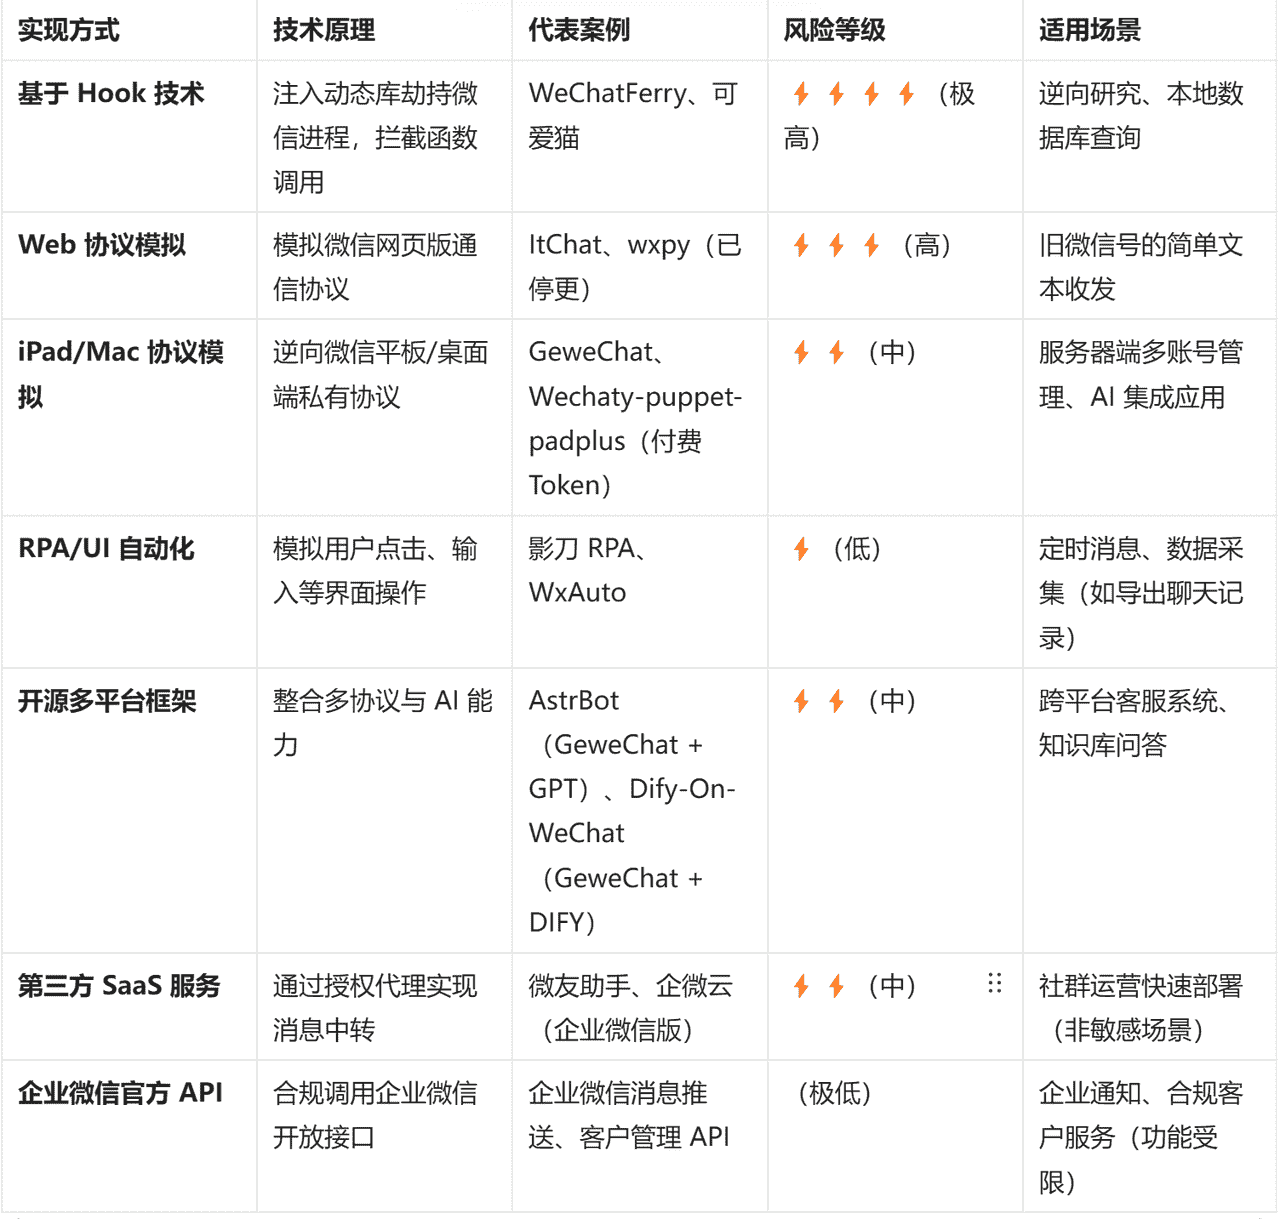 实现方式
技术原理
代表案例
风险等级
适用场景
基于 Hook 技术
注入动态库劫持微
信进程，拦截函数
调用
WeChatFerry、可
爱猫
（极
高）
逆向研究、本地数
据库查询
Web 协议模拟
模拟微信网页版通
信协议
ItChat、wxpy（已
停更）
（高）
旧微信号的简单文
本收发
iPad/Mac 协议模
拟
逆向微信平板/桌面
端私有协议
GeweChat、
Wechaty-puppet-
padplus（付费
Token）
（中）
服务器端多账号管
理、AI 集成应用
RPA/UI 自动化
模拟用户点击、输
入等界面操作
影刀 RPA、
WxAuto
（低）
定时消息、数据采
集（如导出聊天记
录）
开源多平台框架
整合多协议与 AI 能
力
AstrBot
（GeweChat +
GPT）、Dify-On-
WeChat
（GeweChat +
DIFY）
（中）
跨平台客服系统、
知识库问答
第三方 SaaS 服务
通过授权代理实现
消息中转
微友助手、企微云
（企业微信版）
（中）
社群运营快速部署
（非敏感场景）
企业微信官方 API
合规调用企业微信
开放接口
企业微信消息推
送、客户管理 API
（极低）
企业通知、合规客
户服务（功能受
限）